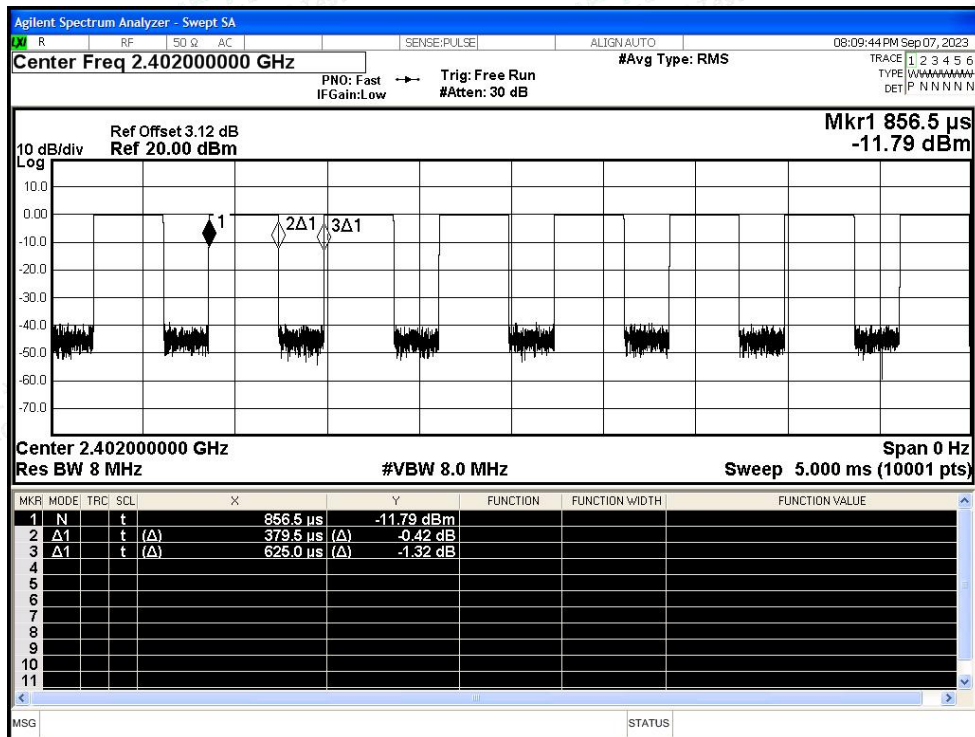 Agilent Spectrum Analyzer - Swept SA
LXI R RF 50 Ω AC SENSE:PULSE ALIGN AUTO 08:09:44 PM Sep 07, 2023
Center Freq 2.402000000 GHz #Avg Type: RMS TRACE 1 2 3 4 5 6
PNO: Fast Trig: Free Run TYPE WWWWWW
IFGain:Low #Atten: 30 dB DET P N N N N N
Mkr1 856.5 µs
Ref Offset 3.12 dB
10 dB/div Ref 20.00 dBm -11.79 dBm
Log
10.0
0.00
1 2Δ1 3Δ1
-10.0
-20.0
-30.0
-40.0
-50.0
-60.0
-70.0
Center 2.402000000 GHz Span 0 Hz
Res BW 8 MHz #VBW 8.0 MHz Sweep 5.000 ms (10001 pts)
MKR MODE TRC SCL X Y FUNCTION FUNCTION WIDTH FUNCTION VALUE
1 N t 856.5 µs -11.79 dBm
2 Δ1 t (Δ) 379.5 µs (Δ) -0.42 dB
3 Δ1 t (Δ) 625.0 µs (Δ) -1.32 dB
4
5
6
7
8
9
10
11
MSG STATUS